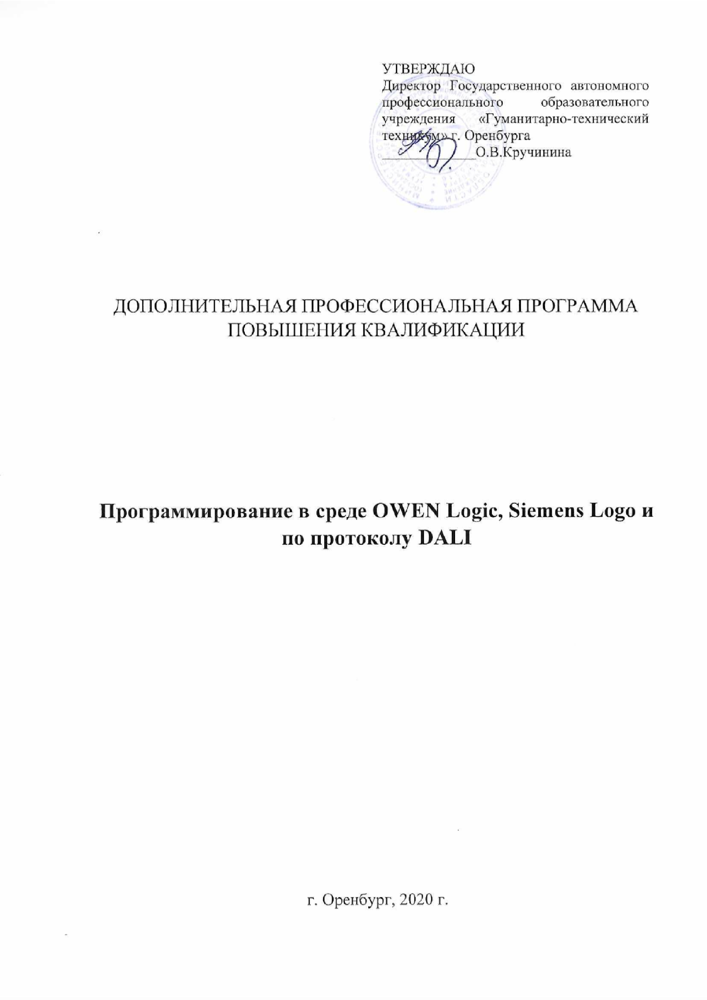 УТВЕРЖДАЮ
Директор Государственного автономного
профессионального образовательного
учреждения «Гуманитарно-технический
техникум» г. Оренбурга
О.В.Кручинина
ДОПОЛНИТЕЛЬНАЯ ПРОФЕССИОНАЛЬНАЯ ПРОГРАММА
ПОВЫШЕНИЯ КВАЛИФИКАЦИИ
Программирование в среде OWEN Logic, Siemens Logo и
по протоколу DALI
г. Оренбург, 2020 г.